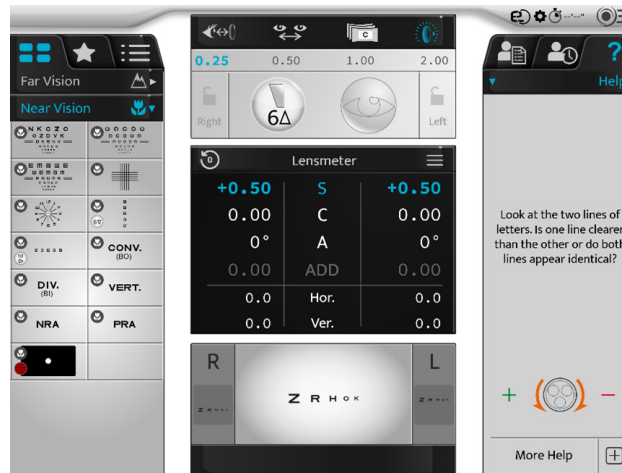 --'--"
Far Vision
Near Vision
N K C Z O
O Z D V K
CONV.
(BO)
DIV.
(BI)
VERT.
NRA
PRA
C
0.25 0.50 1.00 2.00
Right
6Δ
Left
0
Lensmeter
+0.50 S +0.50
0.00 C 0.00
0° A 0°
0.00 ADD 0.00
0.0 Hor. 0.0
0.0 Ver. 0.0
R
L
Z R H O K
Z R H O K
Z R H O K
?
Help
Look at the two lines of
letters. Is one line clearer
than the other or do both
lines appear identical?
+ −
More Help